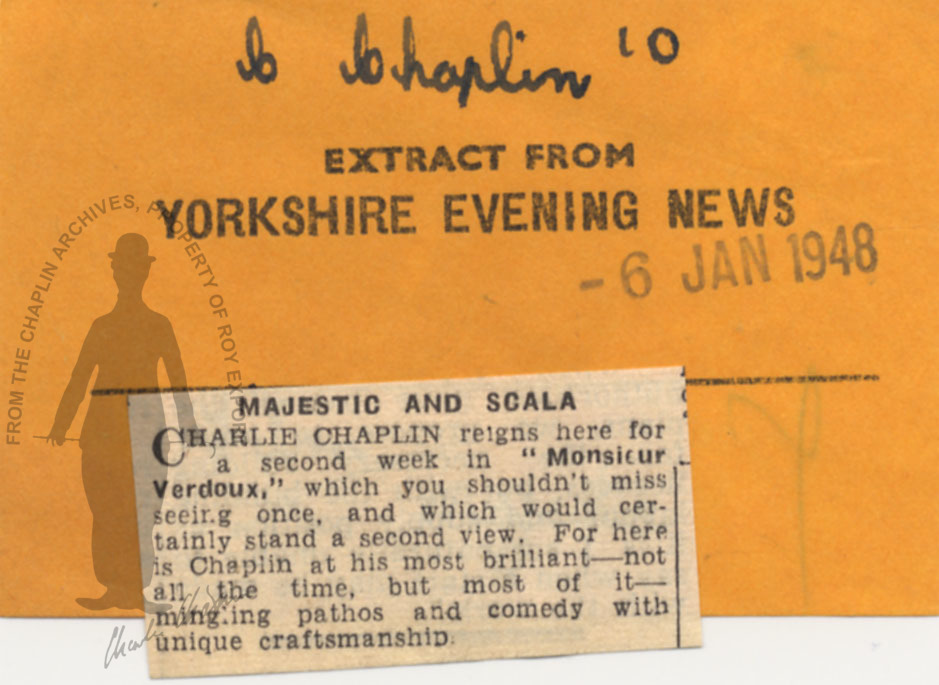 C Chaplin 10
EXTRACT FROM
YORKSHIRE EVENING NEWS
- 6 JAN 1948
FROM THE CHAPLIN ARCHIVES, PROPERTY OF ROY EXPORT
MAJESTIC AND SCALA
CHARLIE CHAPLIN reigns here for
a second week in "Monsieur
Verdoux," which you shouldn't miss
seeing once, and which would cer-
tainly stand a second view. For here
is Chaplin at his most brilliant—not
all the time, but most of it—
mingling pathos and comedy with
unique craftsmanship.